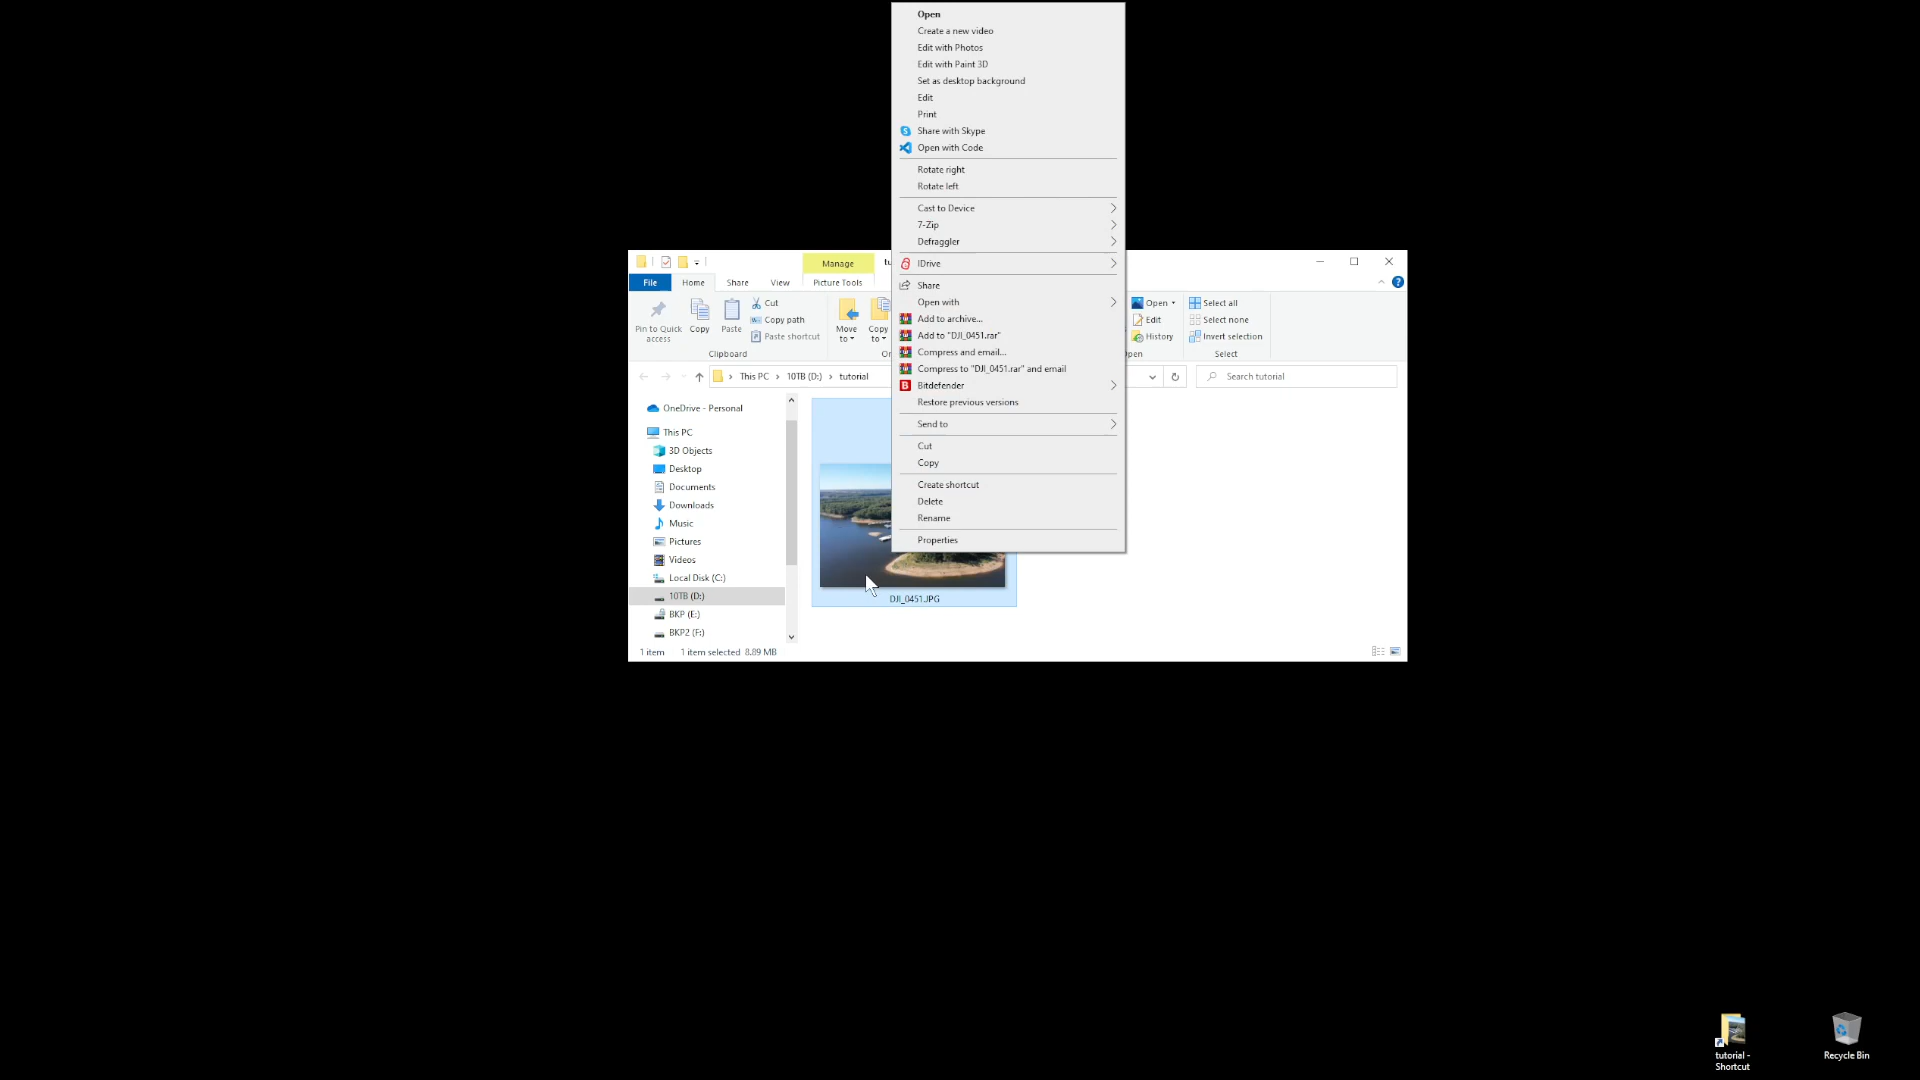 Open
Create a new video
Edit with Photos
Edit with Paint 3D
Set as desktop background
Edit
Print
Share with Skype
Open with Code
Rotate right
Rotate left
Cast to Device
7-Zip
Defraggler
IDrive
Share
Open with
Add to archive...
Add to "DJI_0451.rar"
Compress and email...
Compress to "DJI_0451.rar" and email
Bitdefender
Restore previous versions
Send to
Cut
Copy
Create shortcut
Delete
Rename
Properties
Manage
File
Home
Share
View
Picture Tools
Pin to Quick
access
Copy
Paste
Cut
Copy path
Paste shortcut
Clipboard
Move
to
Copy
to
Open
Edit
History
Select all
Select none
Invert selection
Select
This PC
10TB (D:)
tutorial
Search tutorial
OneDrive - Personal
This PC
3D Objects
Desktop
Documents
Downloads
Music
Pictures
Videos
Local Disk (C:)
10TB (D:)
BKP (E:)
BKP2 (F:)
DJI_0451.JPG
1 item
1 item selected 8.89 MB
tutorial -
Shortcut
Recycle Bin